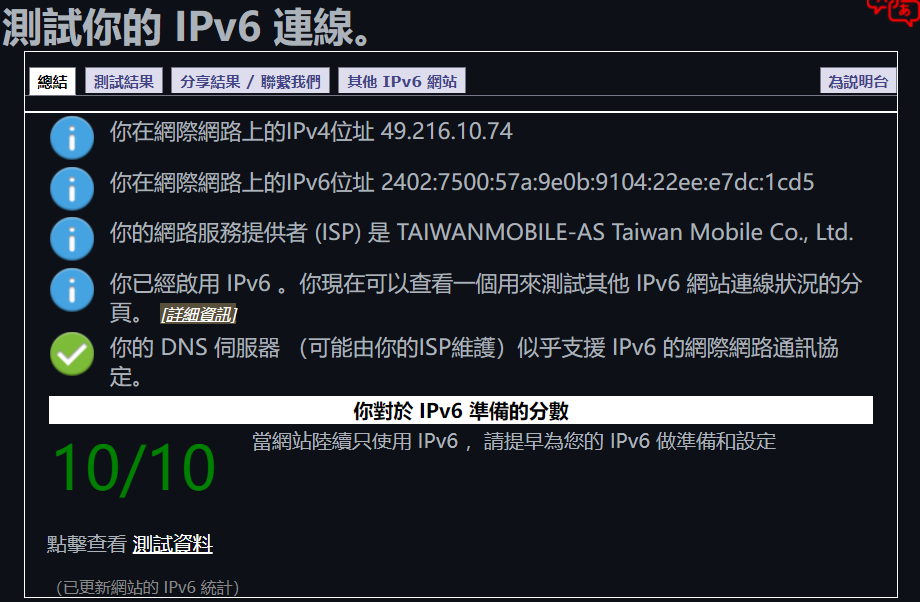 測試你的 IPv6 連線。
總結 測試結果 分享結果 / 聯繫我們 其他 IPv6 網站 為説明台
你在網際網路上的IPv4位址 49.216.10.74
你在網際網路上的IPv6位址 2402:7500:57a:9e0b:9104:22ee:e7dc:1cd5
你的網路服務提供者 (ISP) 是 TAIWANMOBILE-AS Taiwan Mobile Co., Ltd.
你已經啟用 IPv6 。你現在可以查看一個用來測試其他 IPv6 網站連線狀況的分
頁。 [詳細資訊]
你的 DNS 伺服器 （可能由你的ISP維護）似乎支援 IPv6 的網際網路通訊協
定。
你對於 IPv6 準備的分數
10/10
當網站陸續只使用 IPv6 ，請提早為您的 IPv6 做準備和設定
點擊查看 測試資料
（已更新網站的 IPv6 統計）
あ